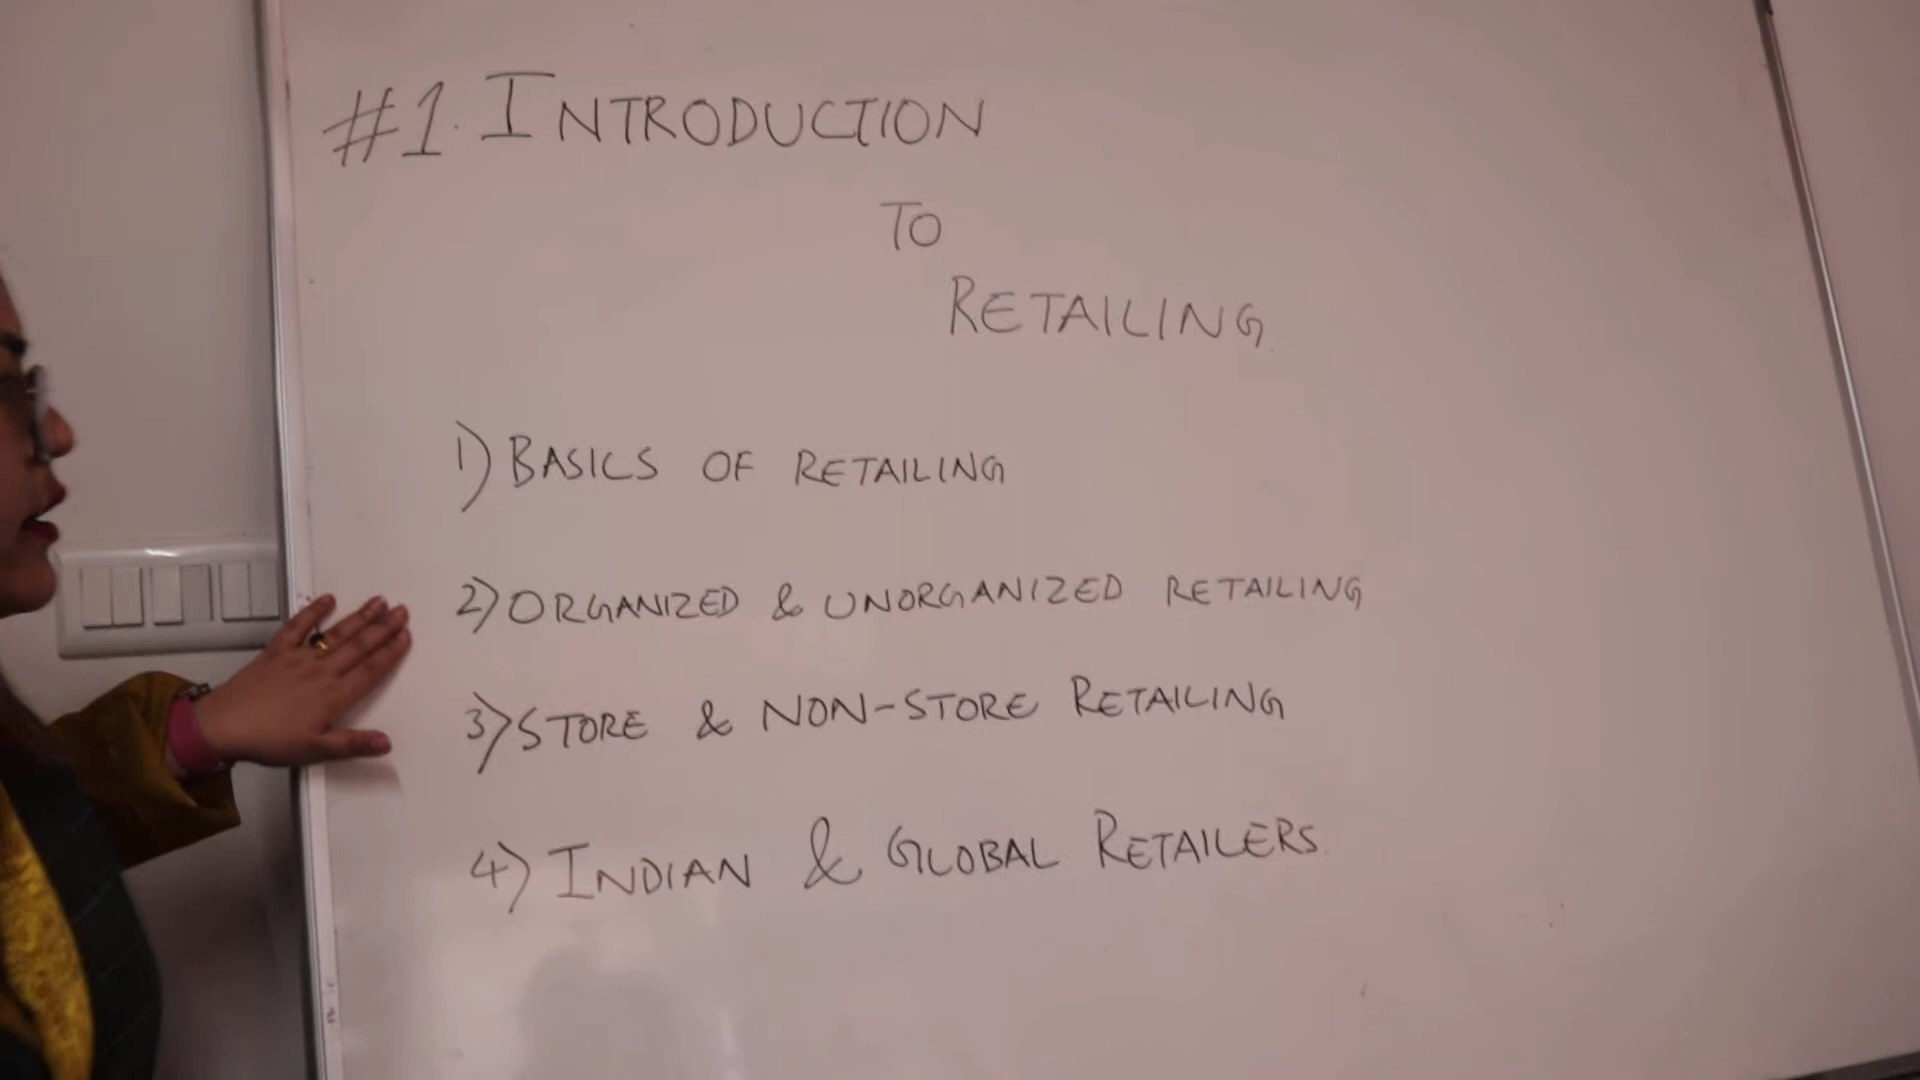 #1. INTRODUCTION
TO
RETAILING
1) BASICS OF RETAILING
2) ORGANIZED & UNORGANIZED RETAILING
3) STORE & NON-STORE RETAILING
4) INDIAN & GLOBAL RETAILERS